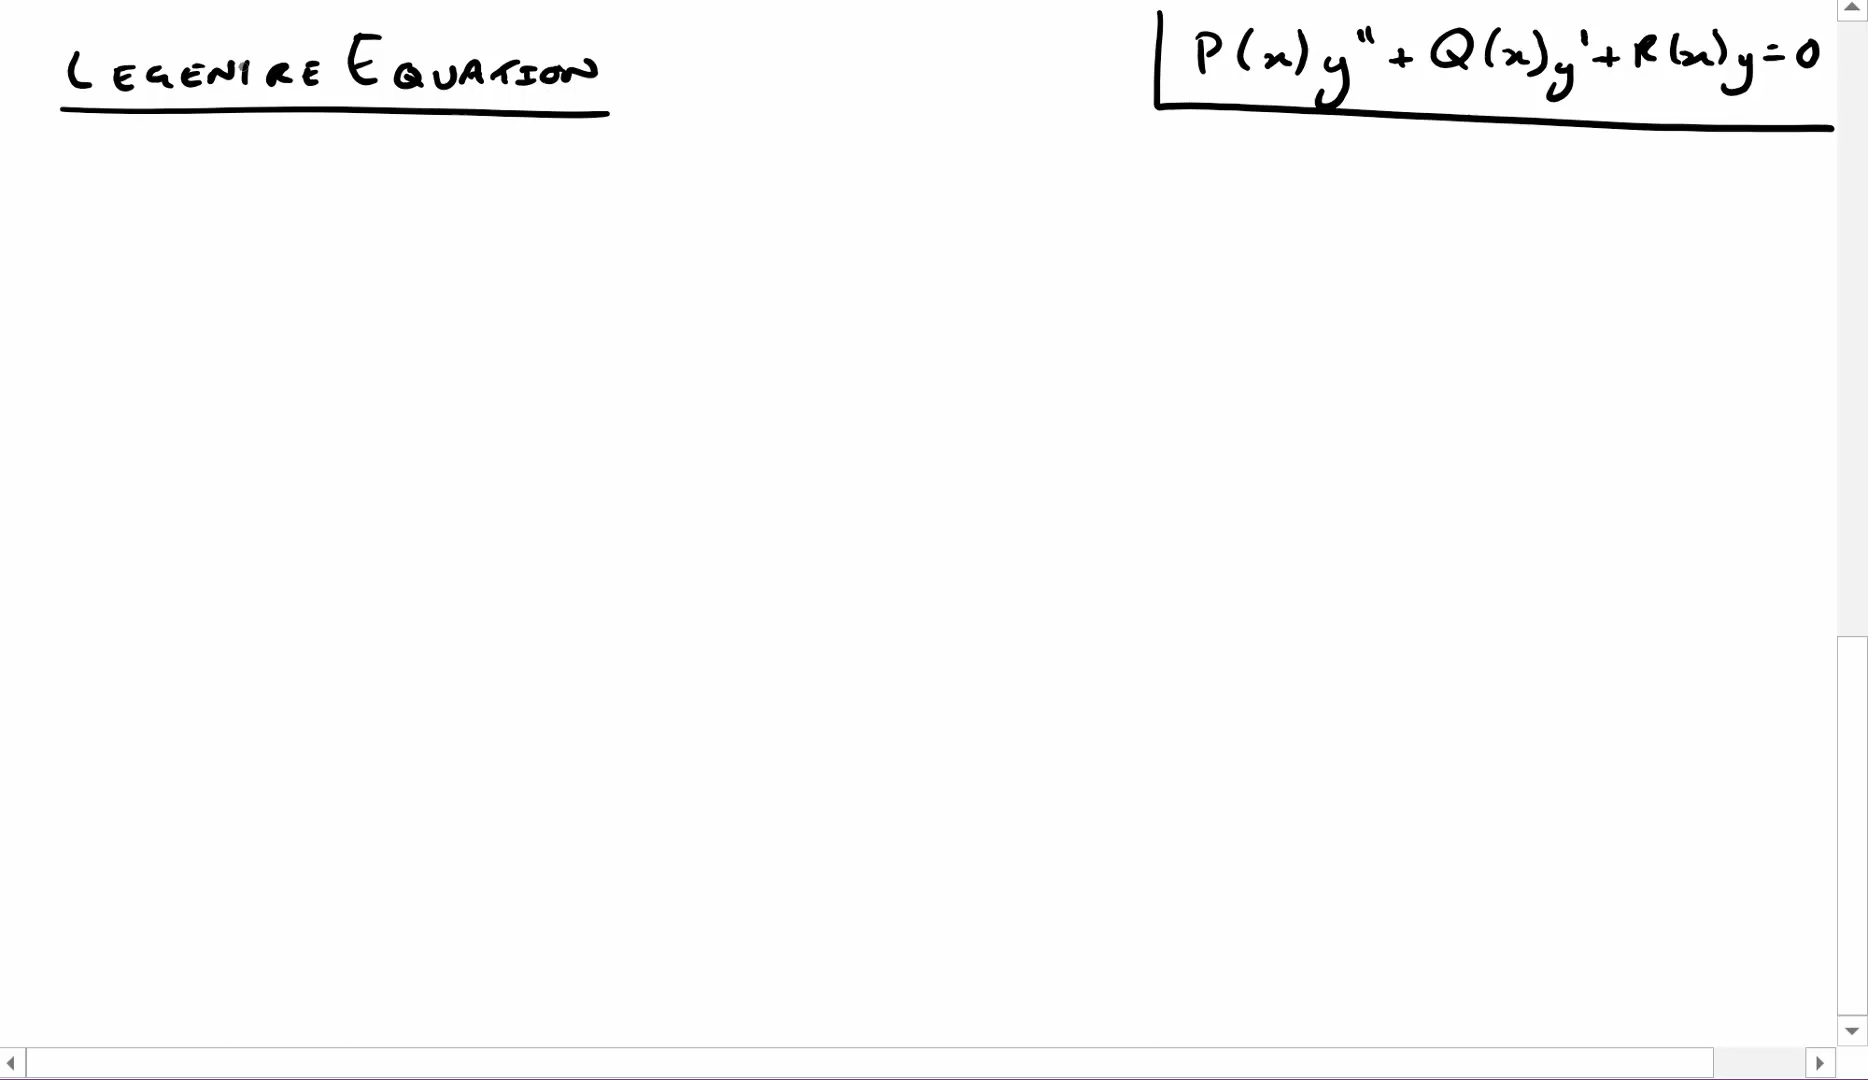 LEGENDRE EQUATION
P(x)y" + Q(x)y' + R(x)y = 0